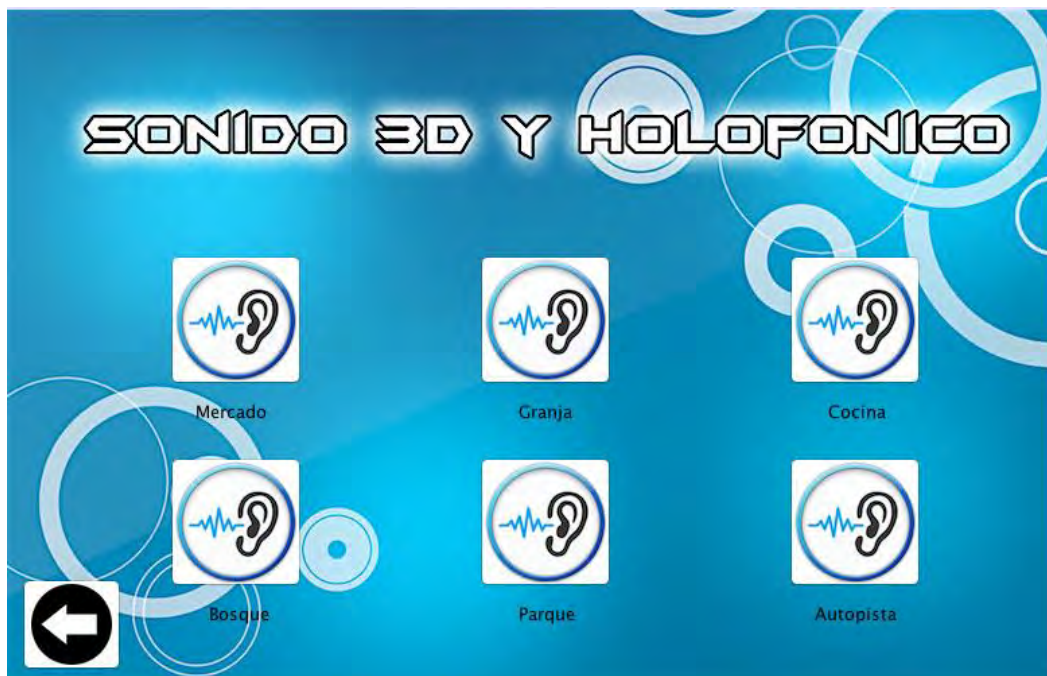 SONIDO 3D Y HOLOFONICO
Mercado Granja Cocina
Bosque Parque Autopista